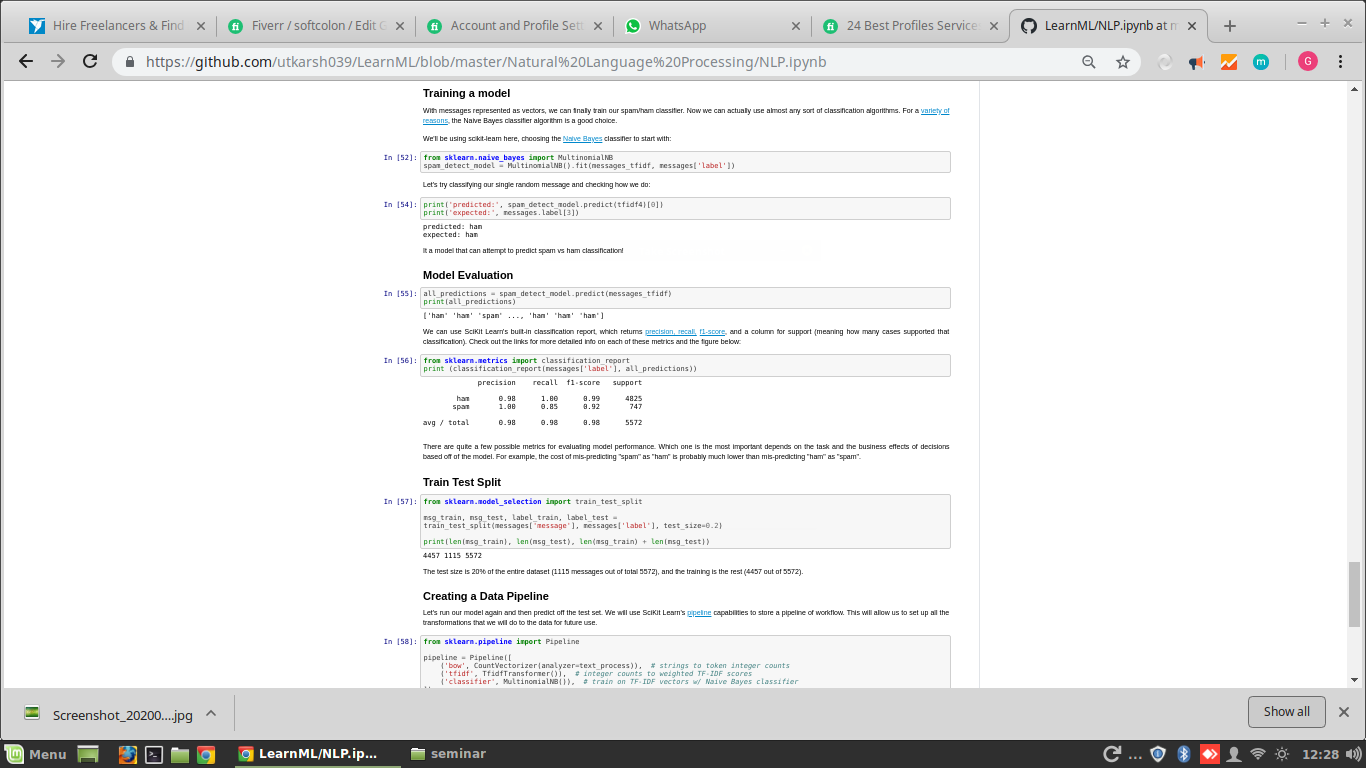 Hire Freelancers & Find
Fiverr / softcolon / Edit G
Account and Profile Sett
WhatsApp
24 Best Profiles Service
LearnML/NLP.ipynb at m
https://github.com/utkarsh039/LearnML/blob/master/Natural%20Language%20Processing/NLP.ipynb
G
Training a model
With messages represented as vectors, we can finally train our spam/ham classifier. Now we can actually use almost any sort of classification algorithms. For a variety of
reasons, the Naive Bayes classifier algorithm is a good choice.
We'll be using scikit-learn here, choosing the Naive Bayes classifier to start with:
In [52]: from sklearn.naive_bayes import MultinomialNB
spam_detect_model = MultinomialNB().fit(messages_tfidf, messages['label'])
Let's try classifying our single random message and checking how we do:
In [54]: print('predicted:', spam_detect_model.predict(tfidf4)[0])
print('expected:', messages.label[3])
predicted: ham
expected: ham
It a model that can attempt to predict spam vs ham classification!
Model Evaluation
In [55]: all_predictions = spam_detect_model.predict(messages_tfidf)
print(all_predictions)
['ham' 'ham' 'spam' ..., 'ham' 'ham' 'ham']
We can use SciKit Learn's built-in classification report, which returns precision, recall, f1-score, and a column for support (meaning how many cases supported that
classification). Check out the links for more detailed info on each of these metrics and the figure below:
In [56]: from sklearn.metrics import classification_report
print (classification_report(messages['label'], all_predictions))
precision recall f1-score support
ham 0.98 1.00 0.99 4825
spam 1.00 0.85 0.92 747
avg / total 0.98 0.98 0.98 5572
There are quite a few possible metrics for evaluating model performance. Which one is the most important depends on the task and the business effects of decisions
based off of the model. For example, the cost of mis-predicting "spam" as "ham" is probably much lower than mis-predicting "ham" as "spam".
Train Test Split
In [57]: from sklearn.model_selection import train_test_split
msg_train, msg_test, label_train, label_test =
train_test_split(messages['message'], messages['label'], test_size=0.2)
print(len(msg_train), len(msg_test), len(msg_train) + len(msg_test))
4457 1115 5572
The test size is 20% of the entire dataset (1115 messages out of total 5572), and the training is the rest (4457 out of 5572).
Creating a Data Pipeline
Let's run our model again and then predict off the test set. We will use SciKit Learn's pipeline capabilities to store a pipeline of workflow. This will allow us to set up all the
transformations that we will do to the data for future use.
In [58]: from sklearn.pipeline import Pipeline
pipeline = Pipeline([
('bow', CountVectorizer(analyzer=text_process)), # strings to token integer counts
('tfidf', TfidfTransformer()), # integer counts to weighted TF-IDF scores
('classifier', MultinomialNB()), # train on TF-IDF vectors w/ Naive Bayes classifier
Screenshot_20200....jpg
Show all
Menu
LearnML/NLP.ip...
seminar
...
12:28